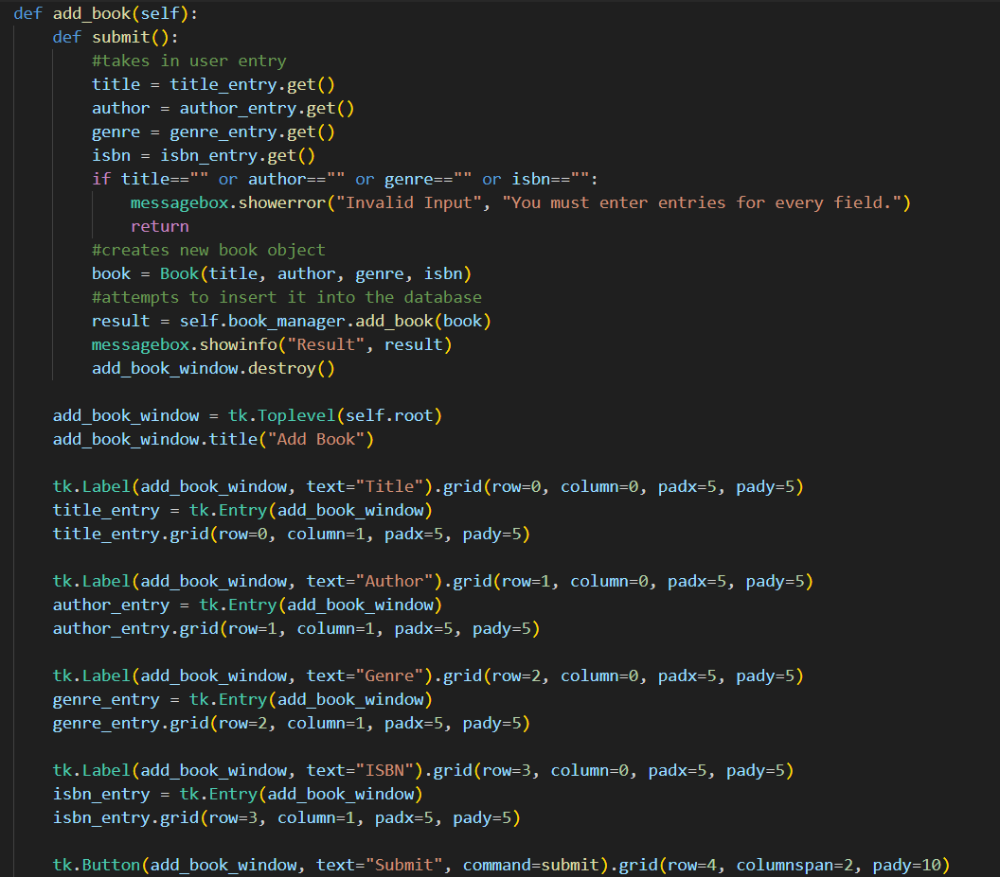 def add_book(self):
    def submit():
        #takes in user entry
        title = title_entry.get()
        author = author_entry.get()
        genre = genre_entry.get()
        isbn = isbn_entry.get()
        if title=="" or author=="" or genre=="" or isbn=="":
            messagebox.showerror("Invalid Input", "You must enter entries for every field.")
            return
        #creates new book object
        book = Book(title, author, genre, isbn)
        #attempts to insert it into the database
        result = self.book_manager.add_book(book)
        messagebox.showinfo("Result", result)
        add_book_window.destroy()

    add_book_window = tk.Toplevel(self.root)
    add_book_window.title("Add Book")

    tk.Label(add_book_window, text="Title").grid(row=0, column=0, padx=5, pady=5)
    title_entry = tk.Entry(add_book_window)
    title_entry.grid(row=0, column=1, padx=5, pady=5)

    tk.Label(add_book_window, text="Author").grid(row=1, column=0, padx=5, pady=5)
    author_entry = tk.Entry(add_book_window)
    author_entry.grid(row=1, column=1, padx=5, pady=5)

    tk.Label(add_book_window, text="Genre").grid(row=2, column=0, padx=5, pady=5)
    genre_entry = tk.Entry(add_book_window)
    genre_entry.grid(row=2, column=1, padx=5, pady=5)

    tk.Label(add_book_window, text="ISBN").grid(row=3, column=0, padx=5, pady=5)
    isbn_entry = tk.Entry(add_book_window)
    isbn_entry.grid(row=3, column=1, padx=5, pady=5)

    tk.Button(add_book_window, text="Submit", command=submit).grid(row=4, columnspan=2, pady=10)